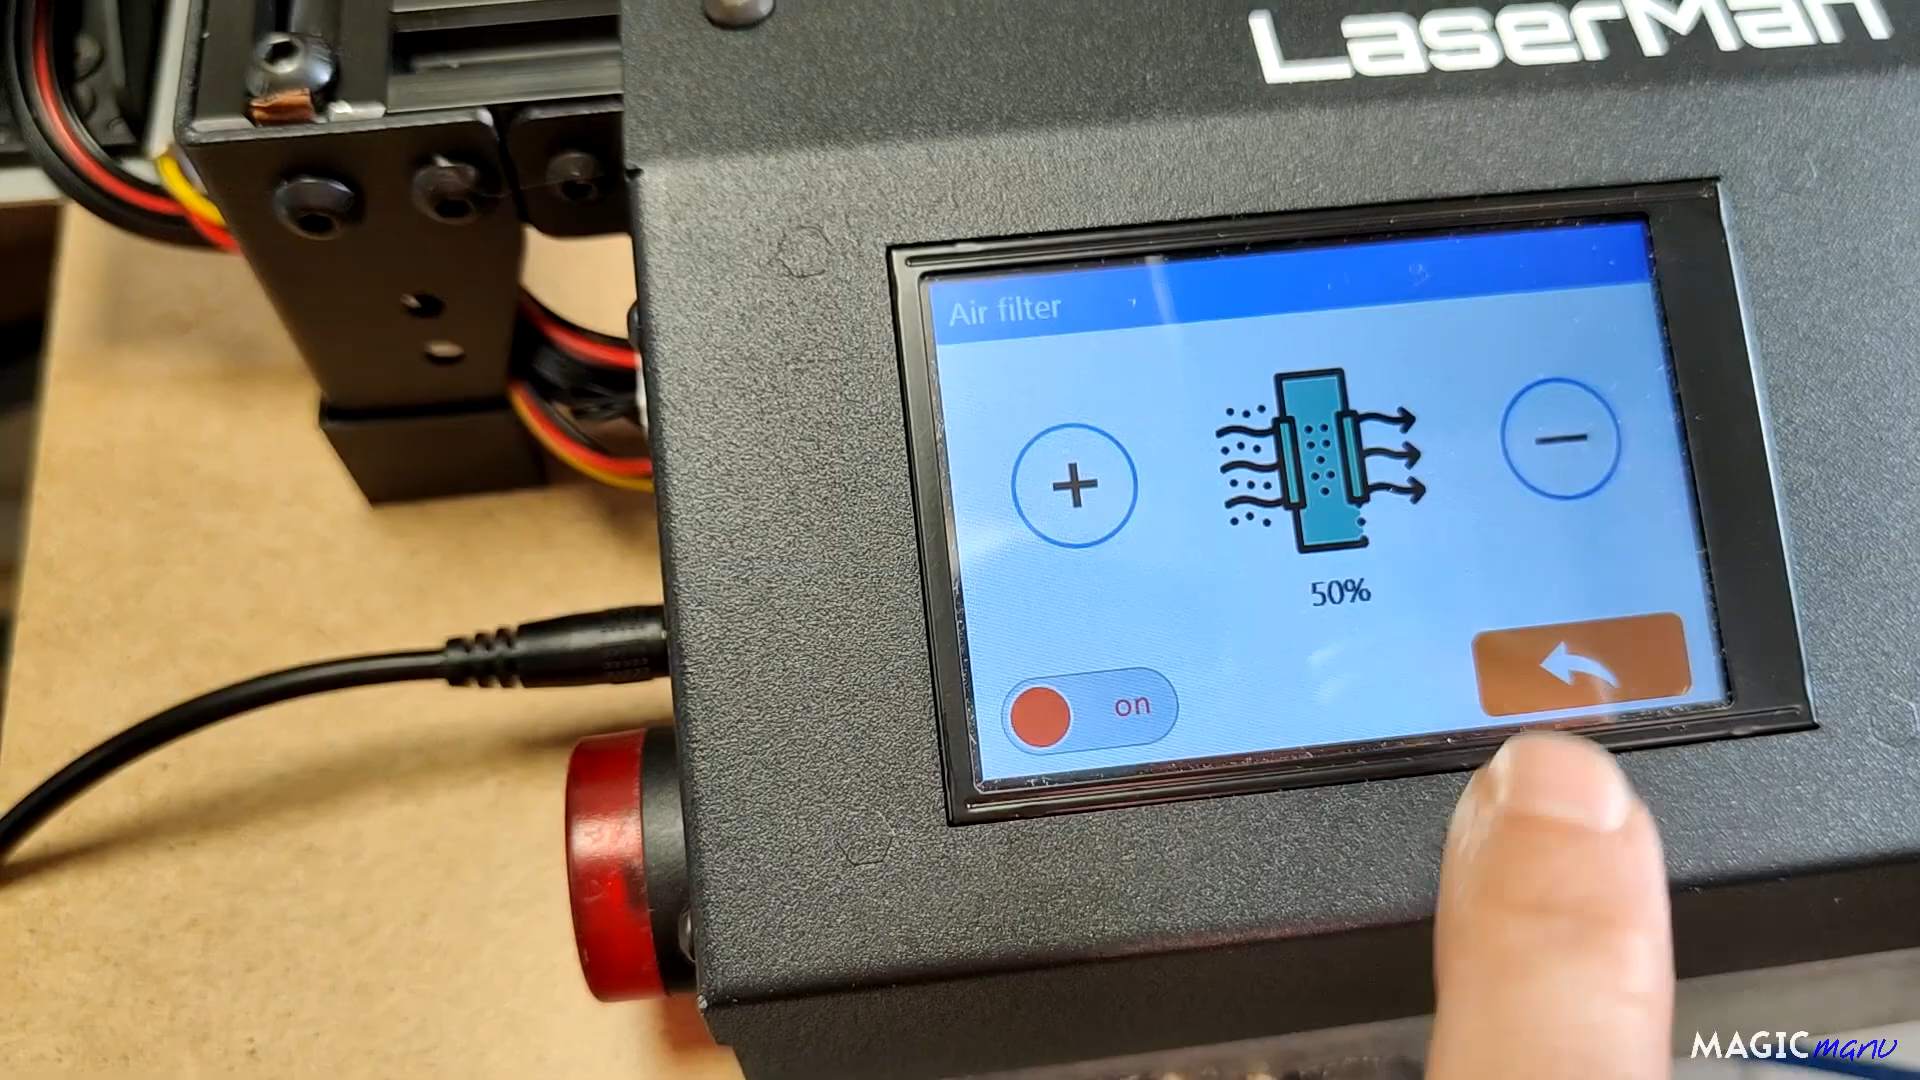 LaserMan
Air filter
+
−
50%
on
MAGICmanu